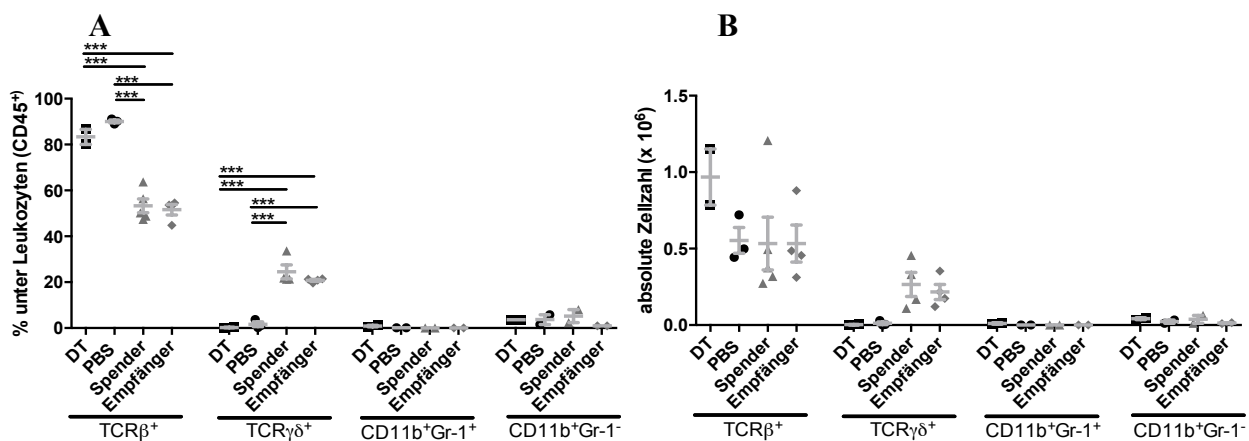 A
***
***
***
***
% unter Leukozyten (CD45⁺)
100
80
60
40
20
0
***
***
***
***
DT
PBS
Spender
Empfänger
DT
PBS
Spender
Empfänger
DT
PBS
Spender
Empfänger
DT
PBS
Spender
Empfänger
TCRβ⁺
TCRγδ⁺
CD11b⁺Gr-1⁺
CD11b⁺Gr-1⁻
B
absolute Zellzahl (x 10⁶)
1.5
1.0
0.5
0.0
DT
PBS
Spender
Empfänger
DT
PBS
Spender
Empfänger
DT
PBS
Spender
Empfänger
DT
PBS
Spender
Empfänger
TCRβ⁺
TCRγδ⁺
CD11b⁺Gr-1⁺
CD11b⁺Gr-1⁻